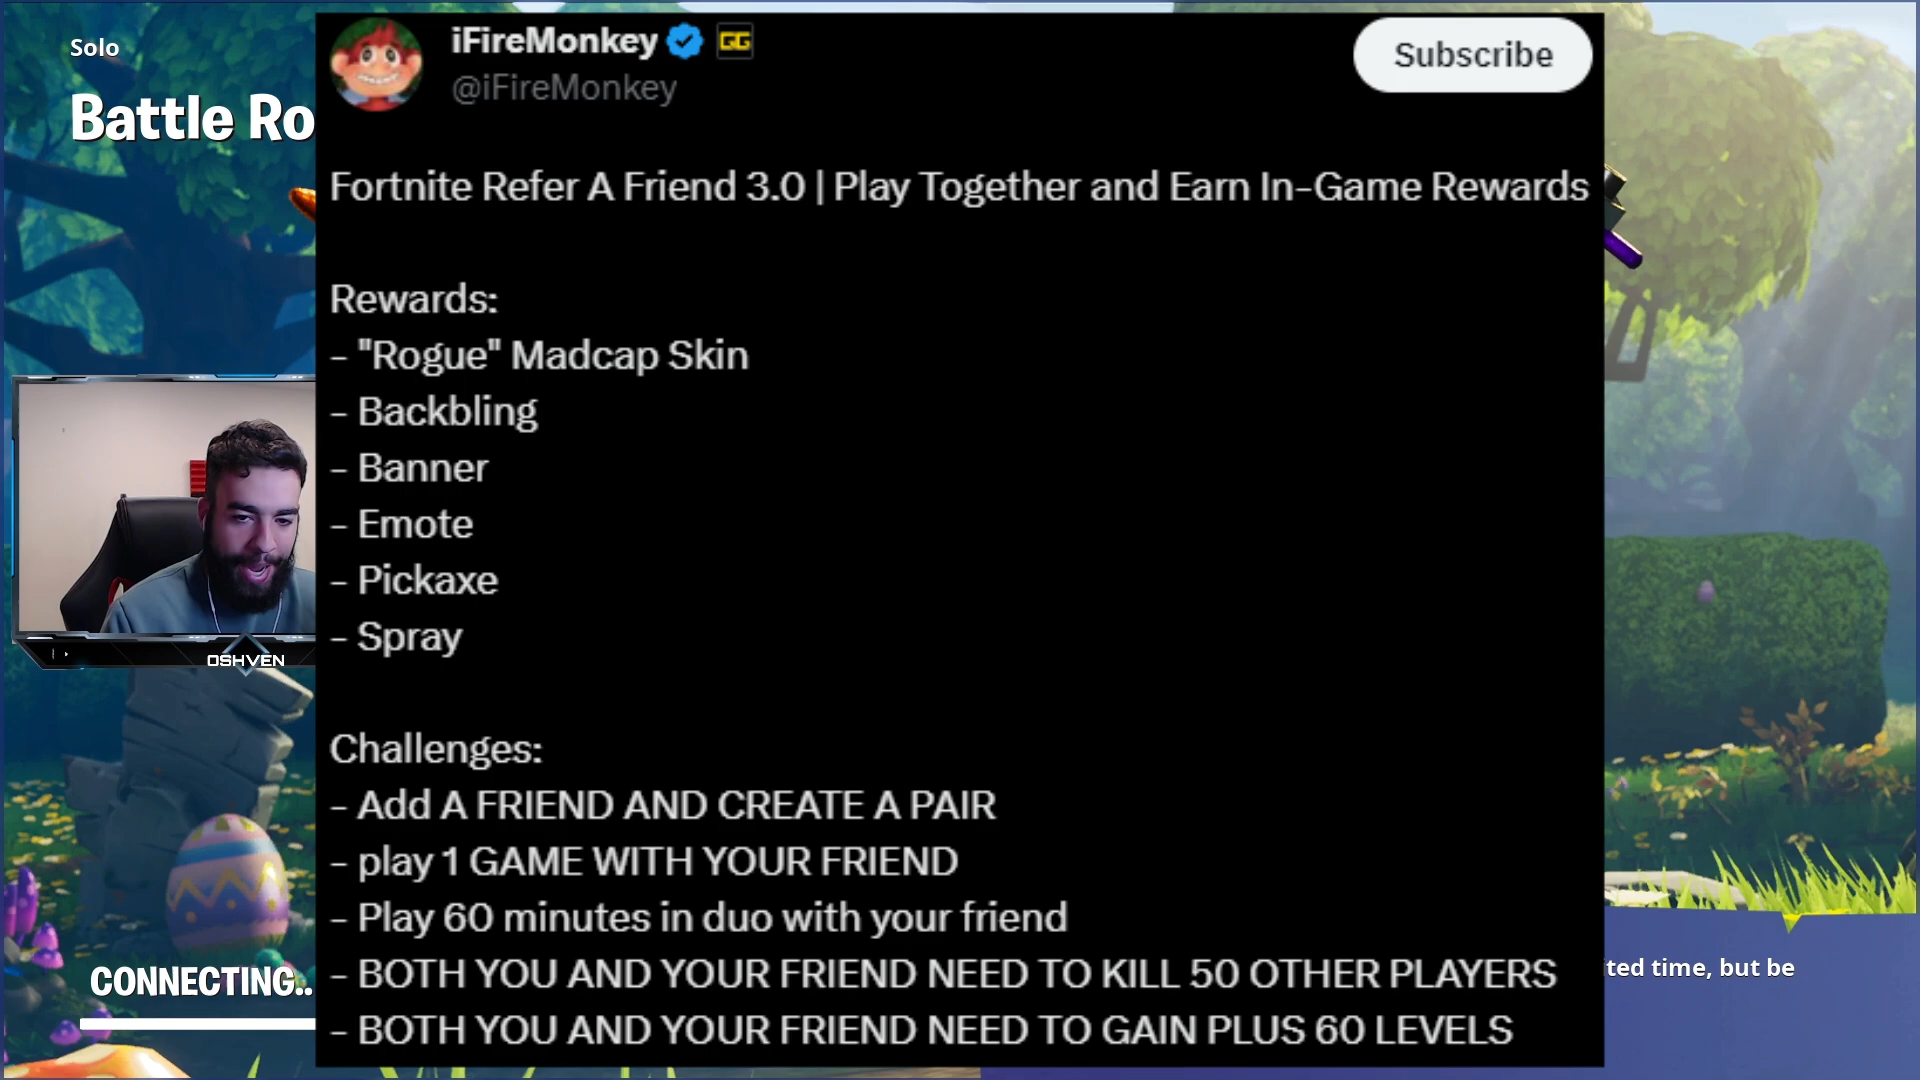 Solo
Battle Ro
iFireMonkey GG
@iFireMonkey
Subscribe
Fortnite Refer A Friend 3.0 | Play Together and Earn In-Game Rewards
Rewards:
- "Rogue" Madcap Skin
- Backbling
- Banner
- Emote
- Pickaxe
- Spray
Challenges:
- Add A FRIEND AND CREATE A PAIR
- play 1 GAME WITH YOUR FRIEND
- Play 60 minutes in duo with your friend
- BOTH YOU AND YOUR FRIEND NEED TO KILL 50 OTHER PLAYERS
- BOTH YOU AND YOUR FRIEND NEED TO GAIN PLUS 60 LEVELS
OSHVEN
CONNECTING..
ited time, but be